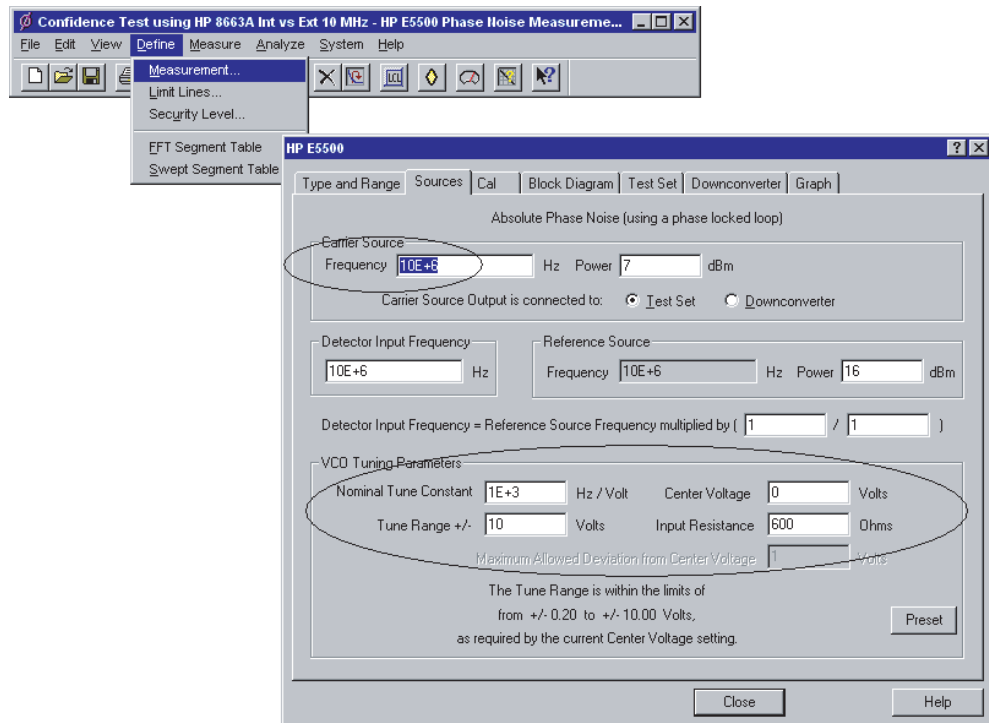 Confidence Test using HP 8663A Int vs Ext 10 MHz - HP E5500 Phase Noise Measureme...
File Edit View Define Measure Analyze System Help
Measurement...
Limit Lines...
Security Level...
FFT Segment Table
Swept Segment Table
LCL
HP E5500
Type and Range Sources Cal Block Diagram Test Set Downconverter Graph
Absolute Phase Noise (using a phase locked loop)
Carrier Source
Frequency 10E+6 Hz Power 7 dBm
Carrier Source Output is connected to: Test Set Downconverter
Detector Input Frequency Reference Source
10E+6 Hz Frequency 10E+6 Hz Power 16 dBm
Detector Input Frequency = Reference Source Frequency multiplied by ( 1 / 1 )
VCO Tuning Parameters
Nominal Tune Constant 1E+3 Hz / Volt Center Voltage 0 Volts
Tune Range +/- 10 Volts Input Resistance 600 Ohms
Maximum Allowed Deviation from Center Voltage 1 Volts
The Tune Range is within the limits of
from +/- 0.20 to +/- 10.00 Volts,
as required by the current Center Voltage setting.
Preset
Close Help